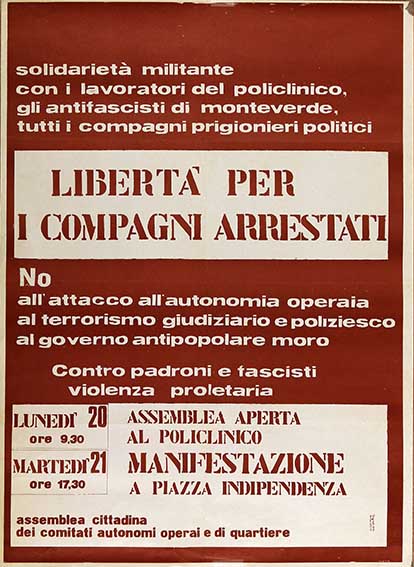 solidarietà militante
con i lavoratori del policlinico,
gli antifascisti di monteverde,
tutti i compagni prigionieri politici
LIBERTA' PER
I COMPAGNI ARRESTATI
No
all'attacco all'autonomia operaia
al terrorismo giudiziario e poliziesco
al governo antipopolare moro
Contro padroni e fascisti
violenza proletaria
LUNEDI' 20
ore 9,30
ASSEMBLEA APERTA
AL POLICLINICO
MARTEDI' 21
ore 17,30
MANIFESTAZIONE
A PIAZZA INDIPENDENZA
assemblea cittadina
dei comitati autonomi operai e di quartiere